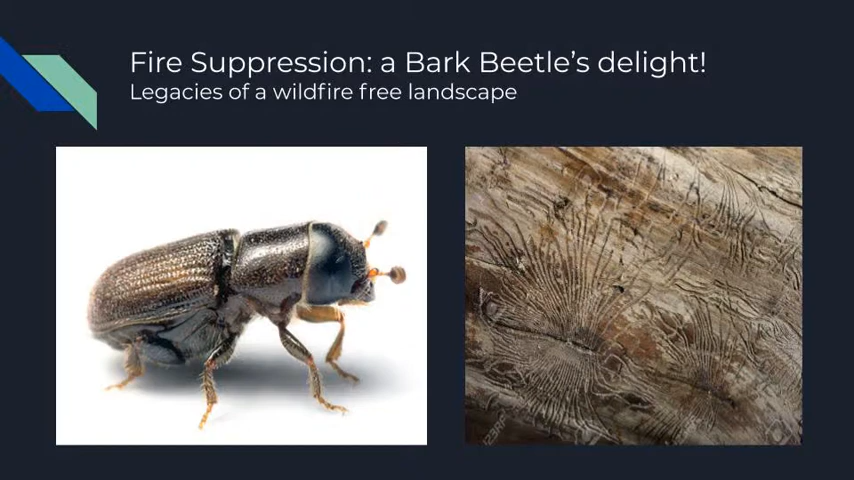 Fire Suppression: a Bark Beetle’s delight!
Legacies of a wildfire free landscape